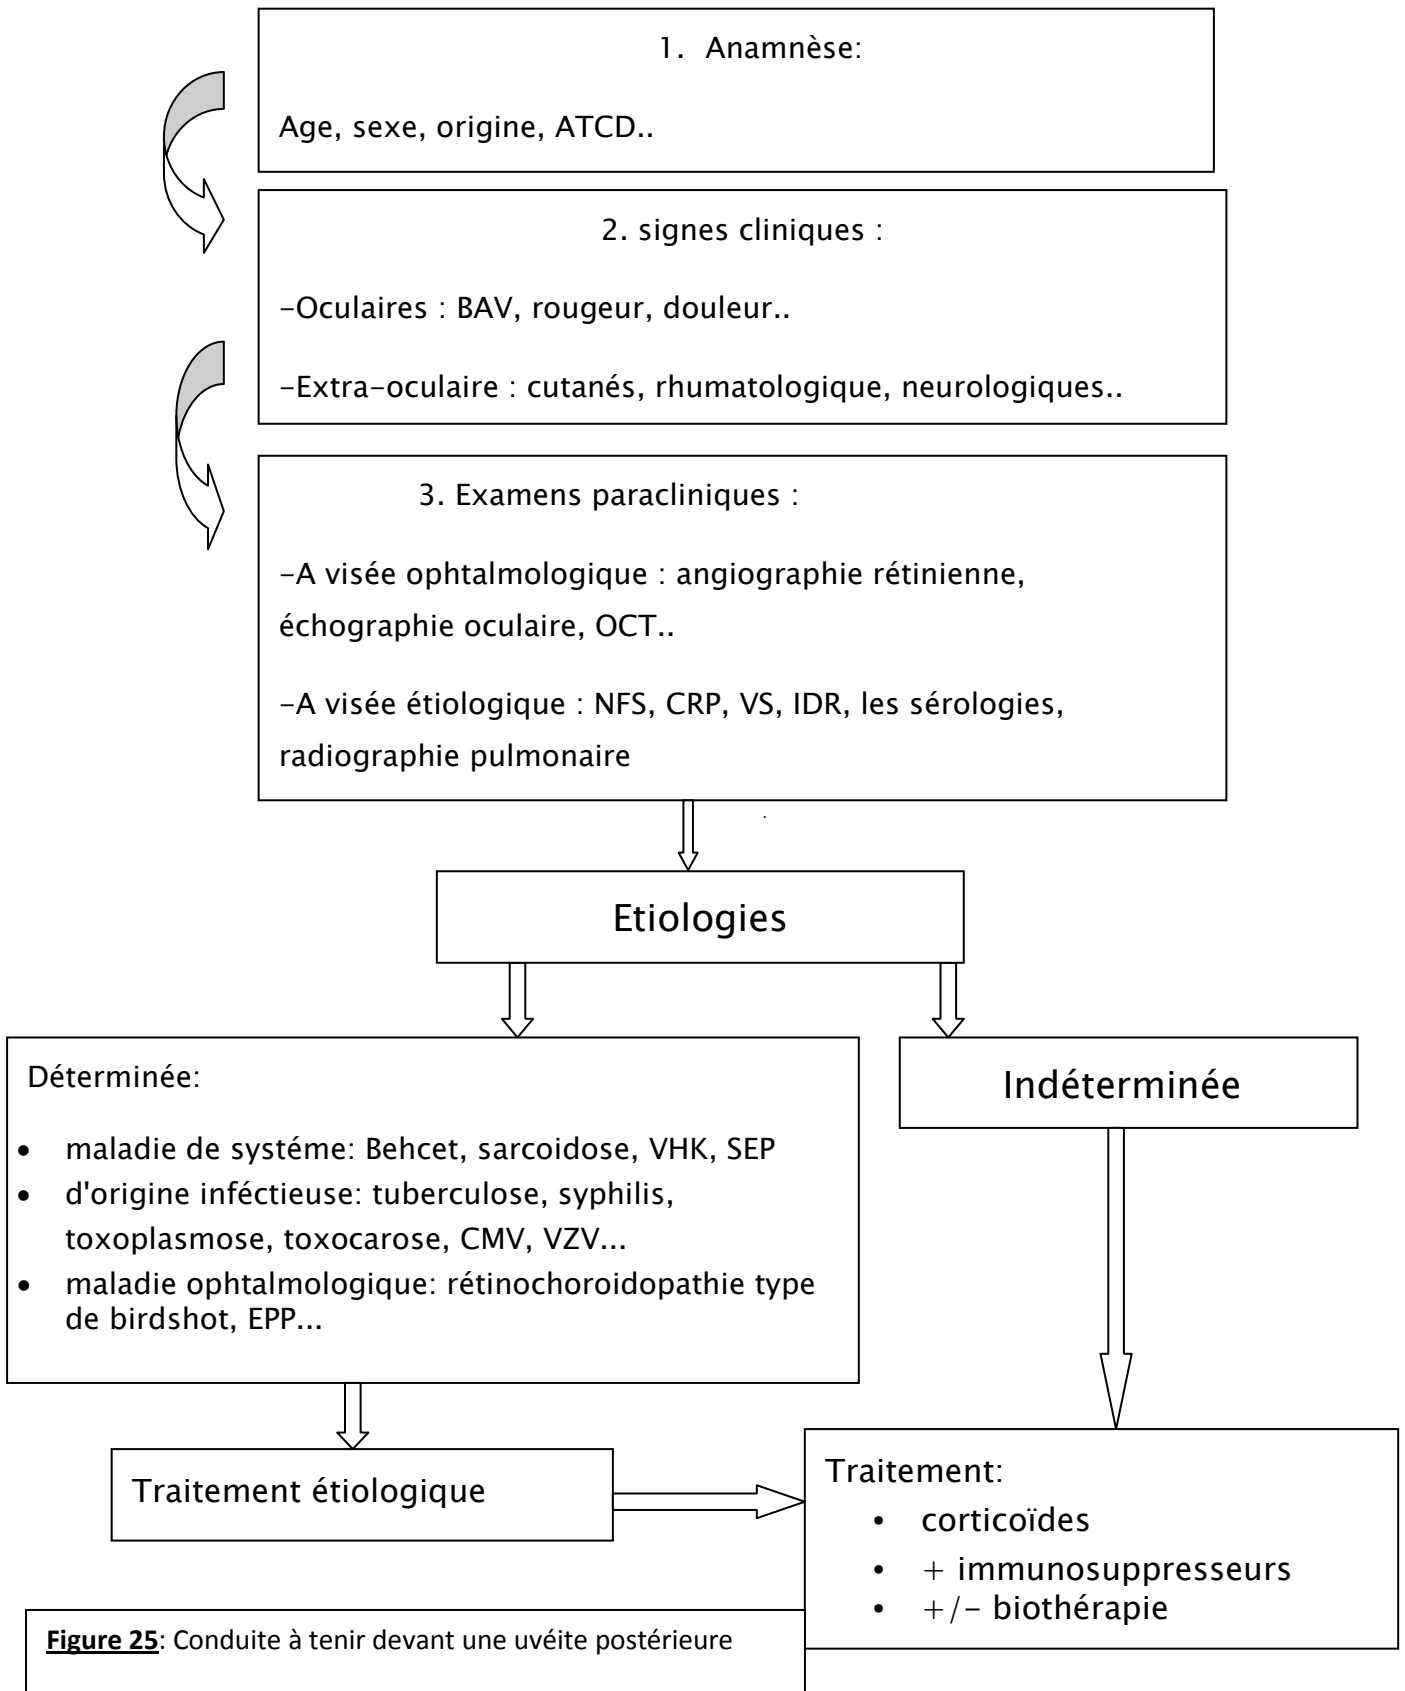 1. Anamnèse:
Age, sexe, origine, ATCD..
2. signes cliniques :
-Oculaires : BAV, rougeur, douleur..
-Extra-oculaire : cutanés, rhumatologique, neurologiques..
3. Examens paracliniques :
-A visée ophtalmologique : angiographie rétinienne,
échographie oculaire, OCT..
-A visée étiologique : NFS, CRP, VS, IDR, les sérologies,
radiographie pulmonaire
Etiologies
Déterminée:
• maladie de systéme: Behcet, sarcoidose, VHK, SEP
• d'origine inféctieuse: tuberculose, syphilis,
toxoplasmose, toxocarose, CMV, VZV...
• maladie ophtalmologique: rétinochoroidopathie type
de birdshot, EPP...
Indéterminée
Traitement étiologique
Traitement:
• corticoïdes
• + immunosuppresseurs
• +/- biothérapie
Figure 25: Conduite à tenir devant une uvéite postérieure